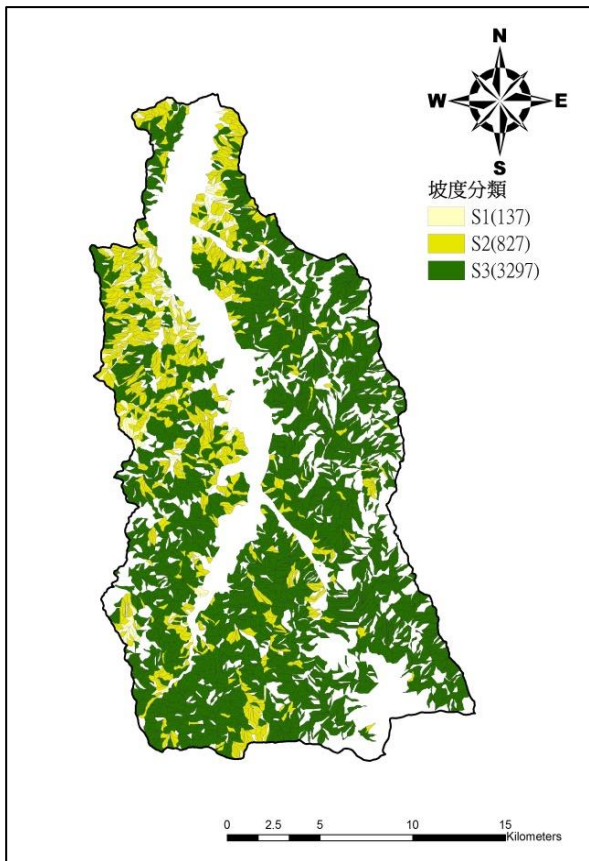 N
W E
S
坡度分類
S1(137)
S2(827)
S3(3297)
0 2.5 5 10 15
Kilometers